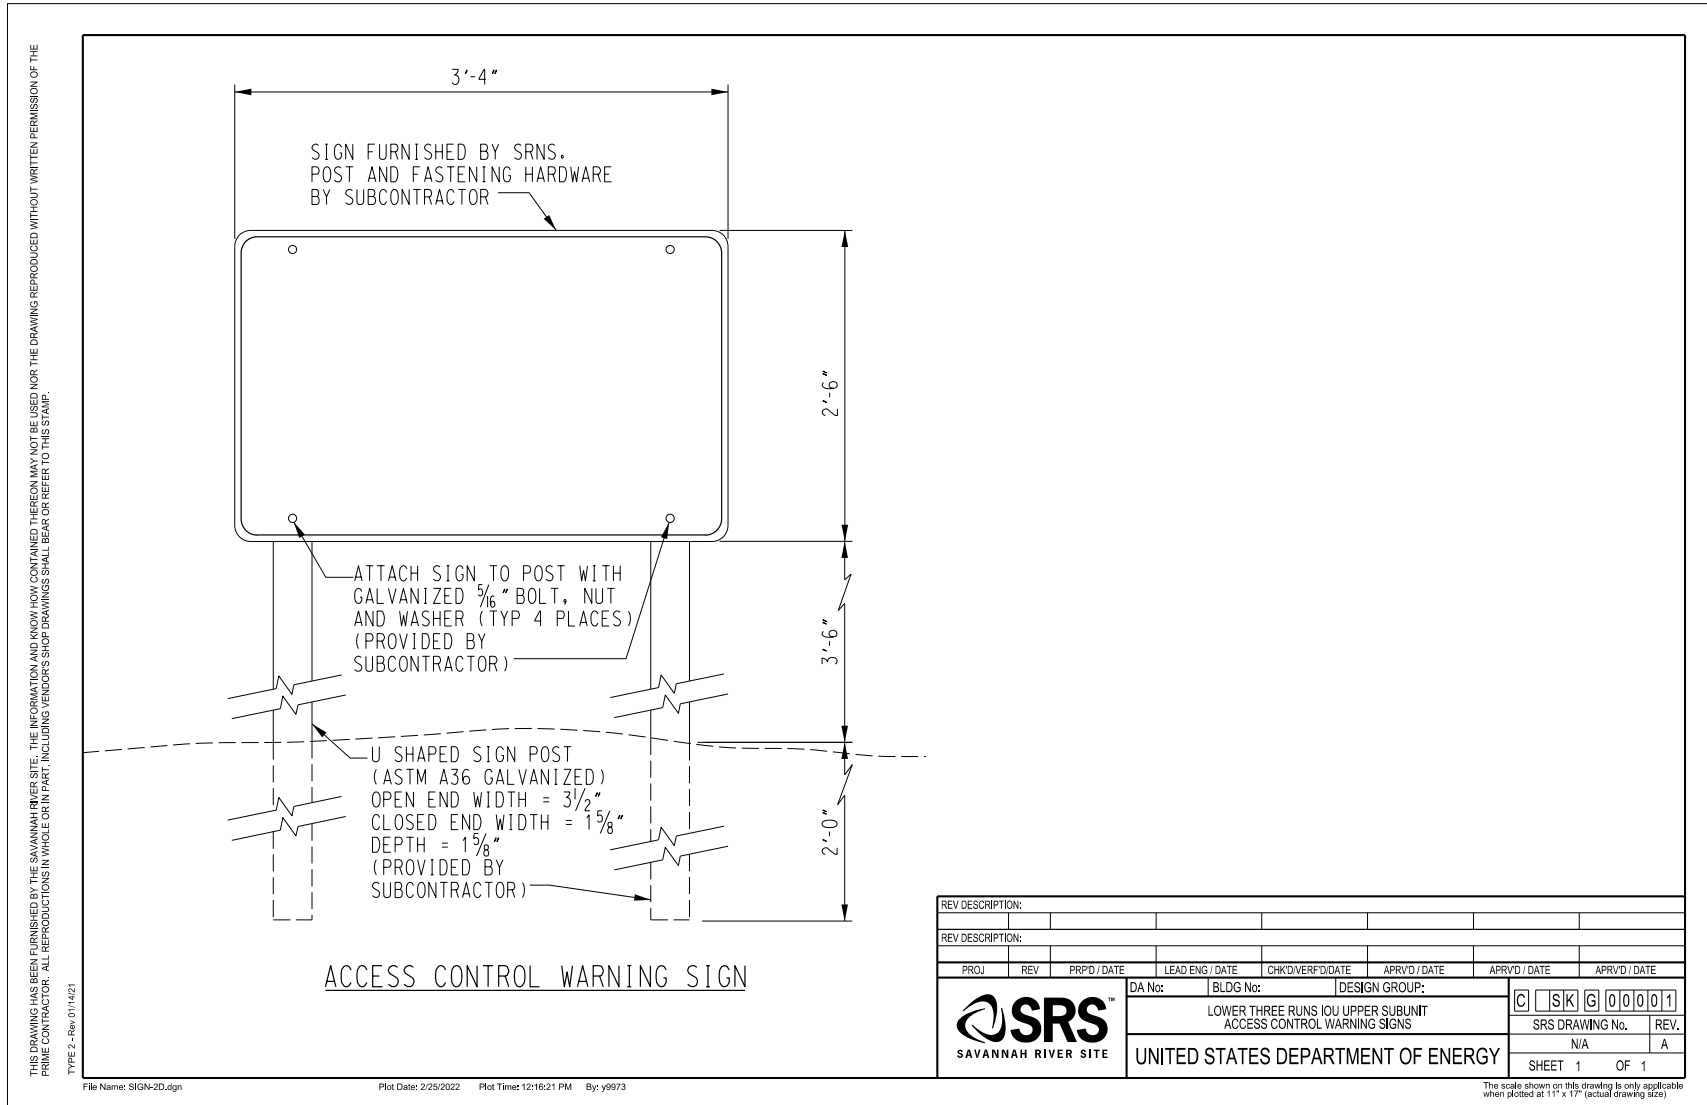 THIS DRAWING HAS BEEN FURNISHED BY THE SAVANNAH RIVER SITE. THE INFORMATION AND KNOW HOW CONTAINED THEREON MAY NOT BE USED NOR THE DRAWING REPRODUCED WITHOUT WRITTEN PERMISSION OF THE
PRIME CONTRACTOR. ALL REPRODUCTIONS IN WHOLE OR IN PART, INCLUDING VENDOR'S SHOP DRAWINGS SHALL BEAR OR REFER TO THIS STAMP.
TYPE 2 - Rev 01/14/21
3'-4"
SIGN FURNISHED BY SRNS.
POST AND FASTENING HARDWARE
BY SUBCONTRACTOR
2'-6"
ATTACH SIGN TO POST WITH
GALVANIZED 5/16" BOLT, NUT
AND WASHER (TYP 4 PLACES)
(PROVIDED BY
SUBCONTRACTOR)
3'-6"
U SHAPED SIGN POST
(ASTM A36 GALVANIZED)
OPEN END WIDTH = 3 1/2"
CLOSED END WIDTH = 1 5/8"
DEPTH = 1 5/8"
(PROVIDED BY
SUBCONTRACTOR)
2'-0"
ACCESS CONTROL WARNING SIGN
REV DESCRIPTION:
REV DESCRIPTION:
PROJ REV PRP'D / DATE LEAD ENG / DATE CHK'D/VERF'D/DATE APRV'D / DATE APRV'D / DATE APRV'D / DATE
SRS™
SAVANNAH RIVER SITE
DA No: BLDG No: DESIGN GROUP:
LOWER THREE RUNS IOU UPPER SUBUNIT
ACCESS CONTROL WARNING SIGNS
UNITED STATES DEPARTMENT OF ENERGY
C SK G 00001
SRS DRAWING No. REV.
N/A A
SHEET 1 OF 1
File Name: SIGN-2D.dgn Plot Date: 2/25/2022 Plot Time: 12:16:21 PM By: y9973
The scale shown on this drawing is only applicable
when plotted at 11" x 17" (actual drawing size)